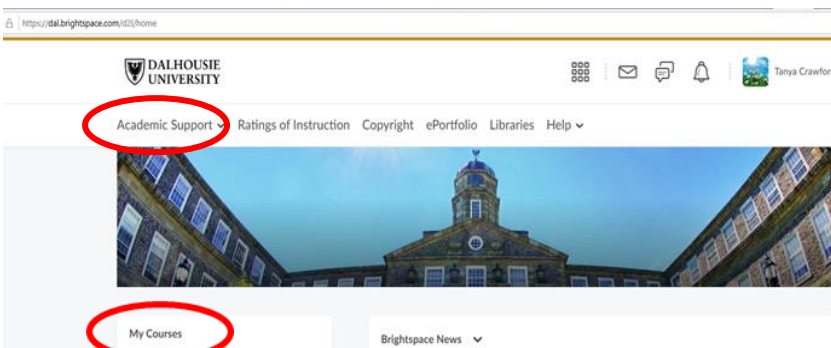 https://dal.brightspace.com/d2l/home
DALHOUSIE
UNIVERSITY
Tanya Crawfor
Academic Support Ratings of Instruction Copyright ePortfolio Libraries Help
My Courses
Brightspace News